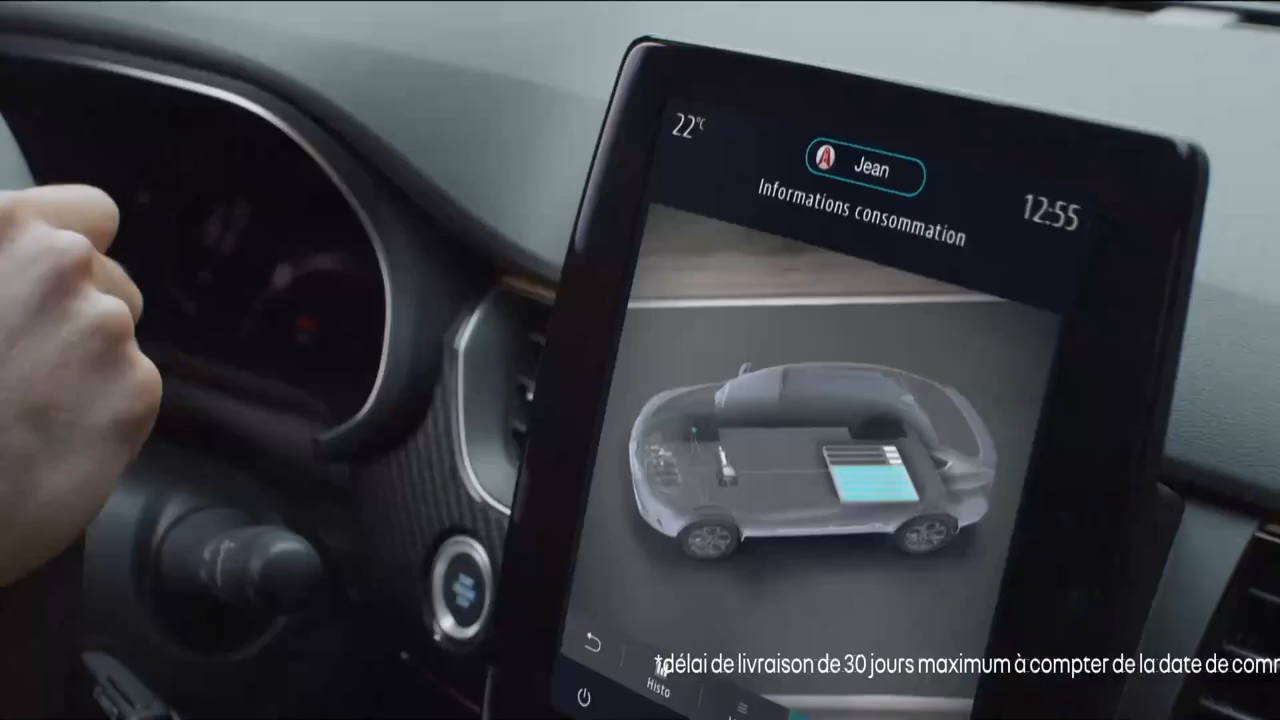 22°C
Jean
12:55
Informations consommation
*délai de livraison de 30 jours maximum à compter de la date de comm
Histo